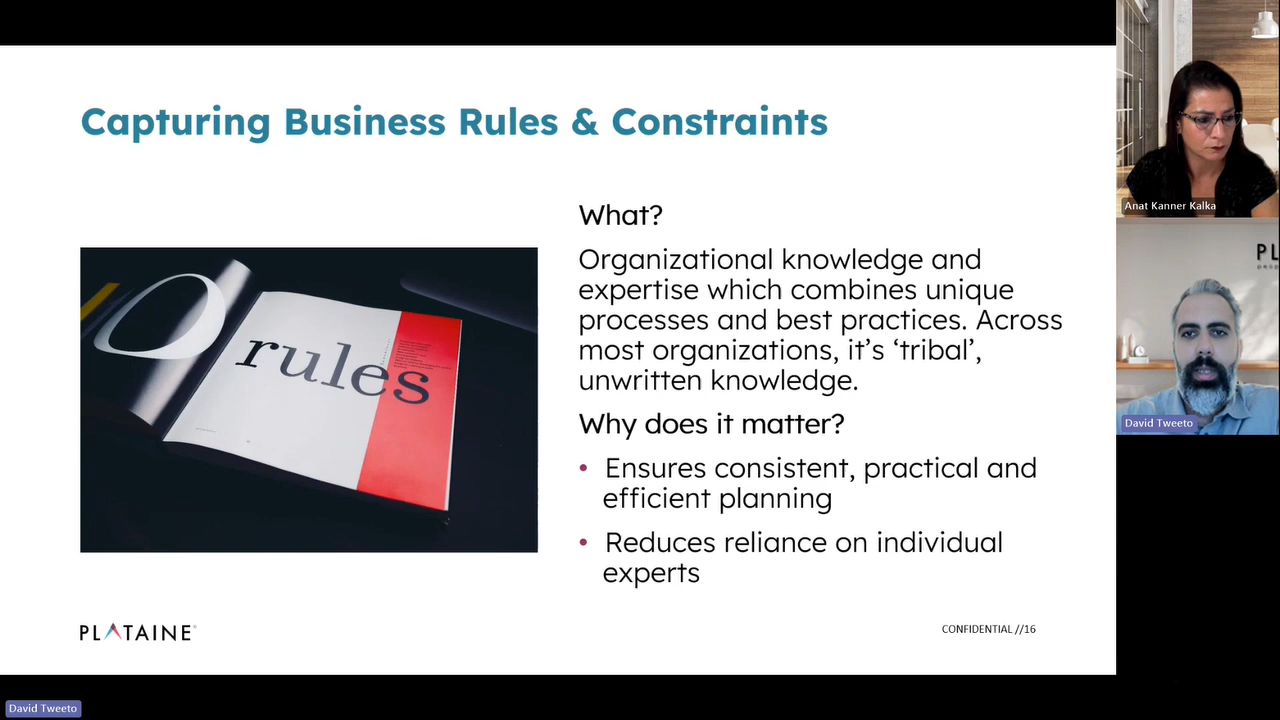 Capturing Business Rules & Constraints
What?
Organizational knowledge and
expertise which combines unique
processes and best practices. Across
most organizations, it's ‘tribal’,
unwritten knowledge.
Why does it matter?
• Ensures consistent, practical and
efficient planning
• Reduces reliance on individual
experts
rules
PLATAINE
CONFIDENTIAL //16
Anat Kanner Kalka
PL
David Tweeto
David Tweeto